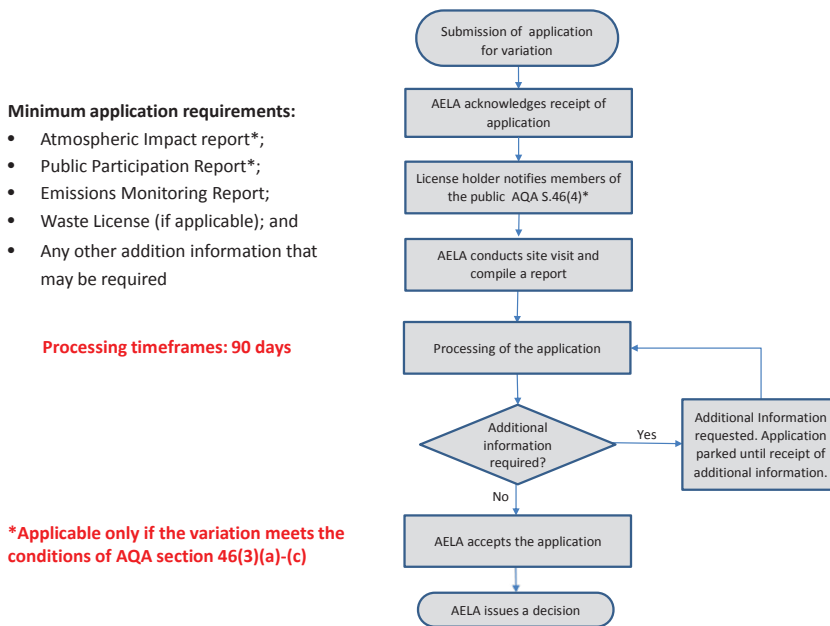 Submission of application
for variation
AELA acknowledges receipt of
application
License holder notifies members of
the public AQA S.46(4)*
AELA conducts site visit and
compile a report
Processing of the application
Additional
information
required?
Yes
Additional Information
requested. Application
parked until receipt of
additional information.
No
AELA accepts the application
AELA issues a decision
Minimum application requirements:
• Atmospheric Impact report*;
• Public Participation Report*;
• Emissions Monitoring Report;
• Waste License (if applicable); and
• Any other addition information that
may be required
Processing timeframes: 90 days
*Applicable only if the variation meets the
conditions of AQA section 46(3)(a)-(c)